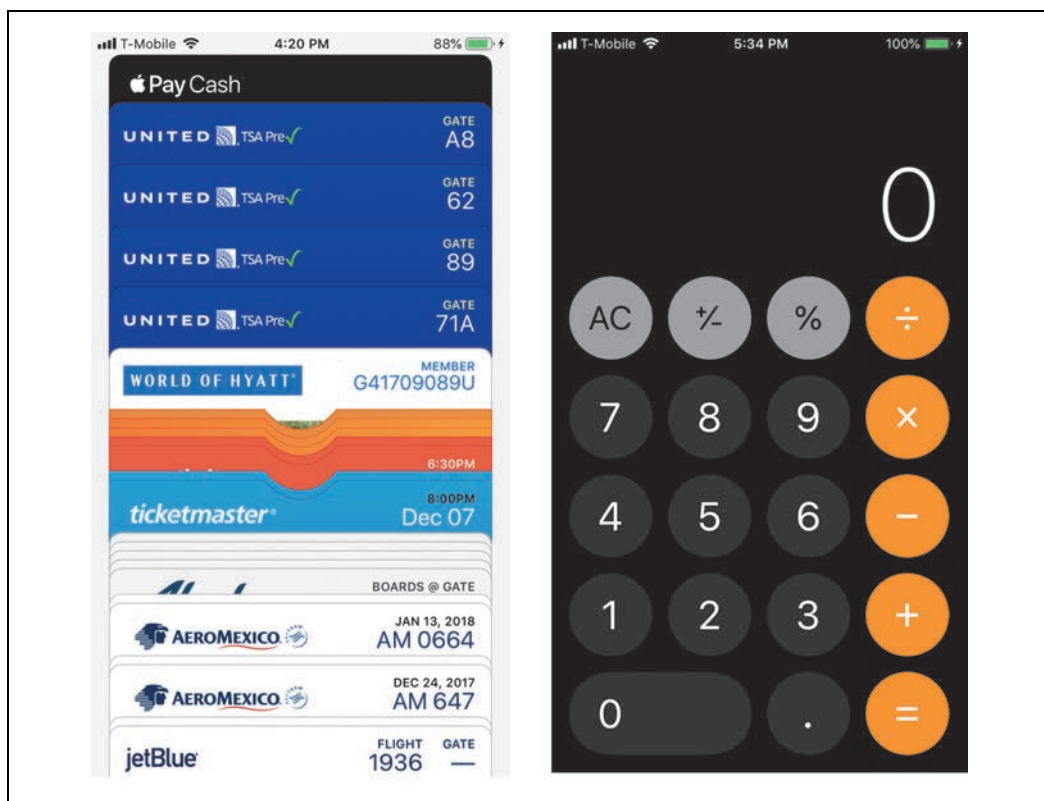 T-Mobile 4:20 PM 88%
Pay Cash
UNITED TSA Pre✓ GATE
A8
UNITED TSA Pre✓ GATE
62
UNITED TSA Pre✓ GATE
89
UNITED TSA Pre✓ GATE
71A
WORLD OF HYATT® MEMBER
G41709089U
6:30PM
8:00PM
ticketmaster® Dec 07
BOARDS @ GATE
JAN 13, 2018
AEROMEXICO. AM 0664
DEC 24, 2017
AEROMEXICO. AM 647
jetBlue FLIGHT GATE
1936 —
T-Mobile 5:34 PM 100%
0
AC +/- % ÷
7 8 9 ×
4 5 6 −
1 2 3 +
0 . =